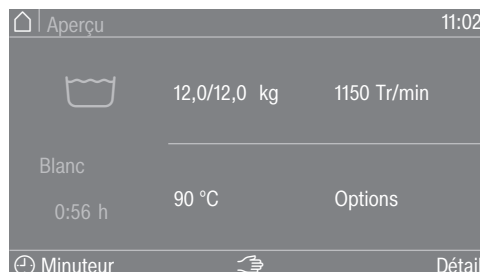 Aperçu 11:02
12,0/12,0 kg 1150 Tr/min
Blanc
0:56 h
90 °C Options
Minuteur Détail